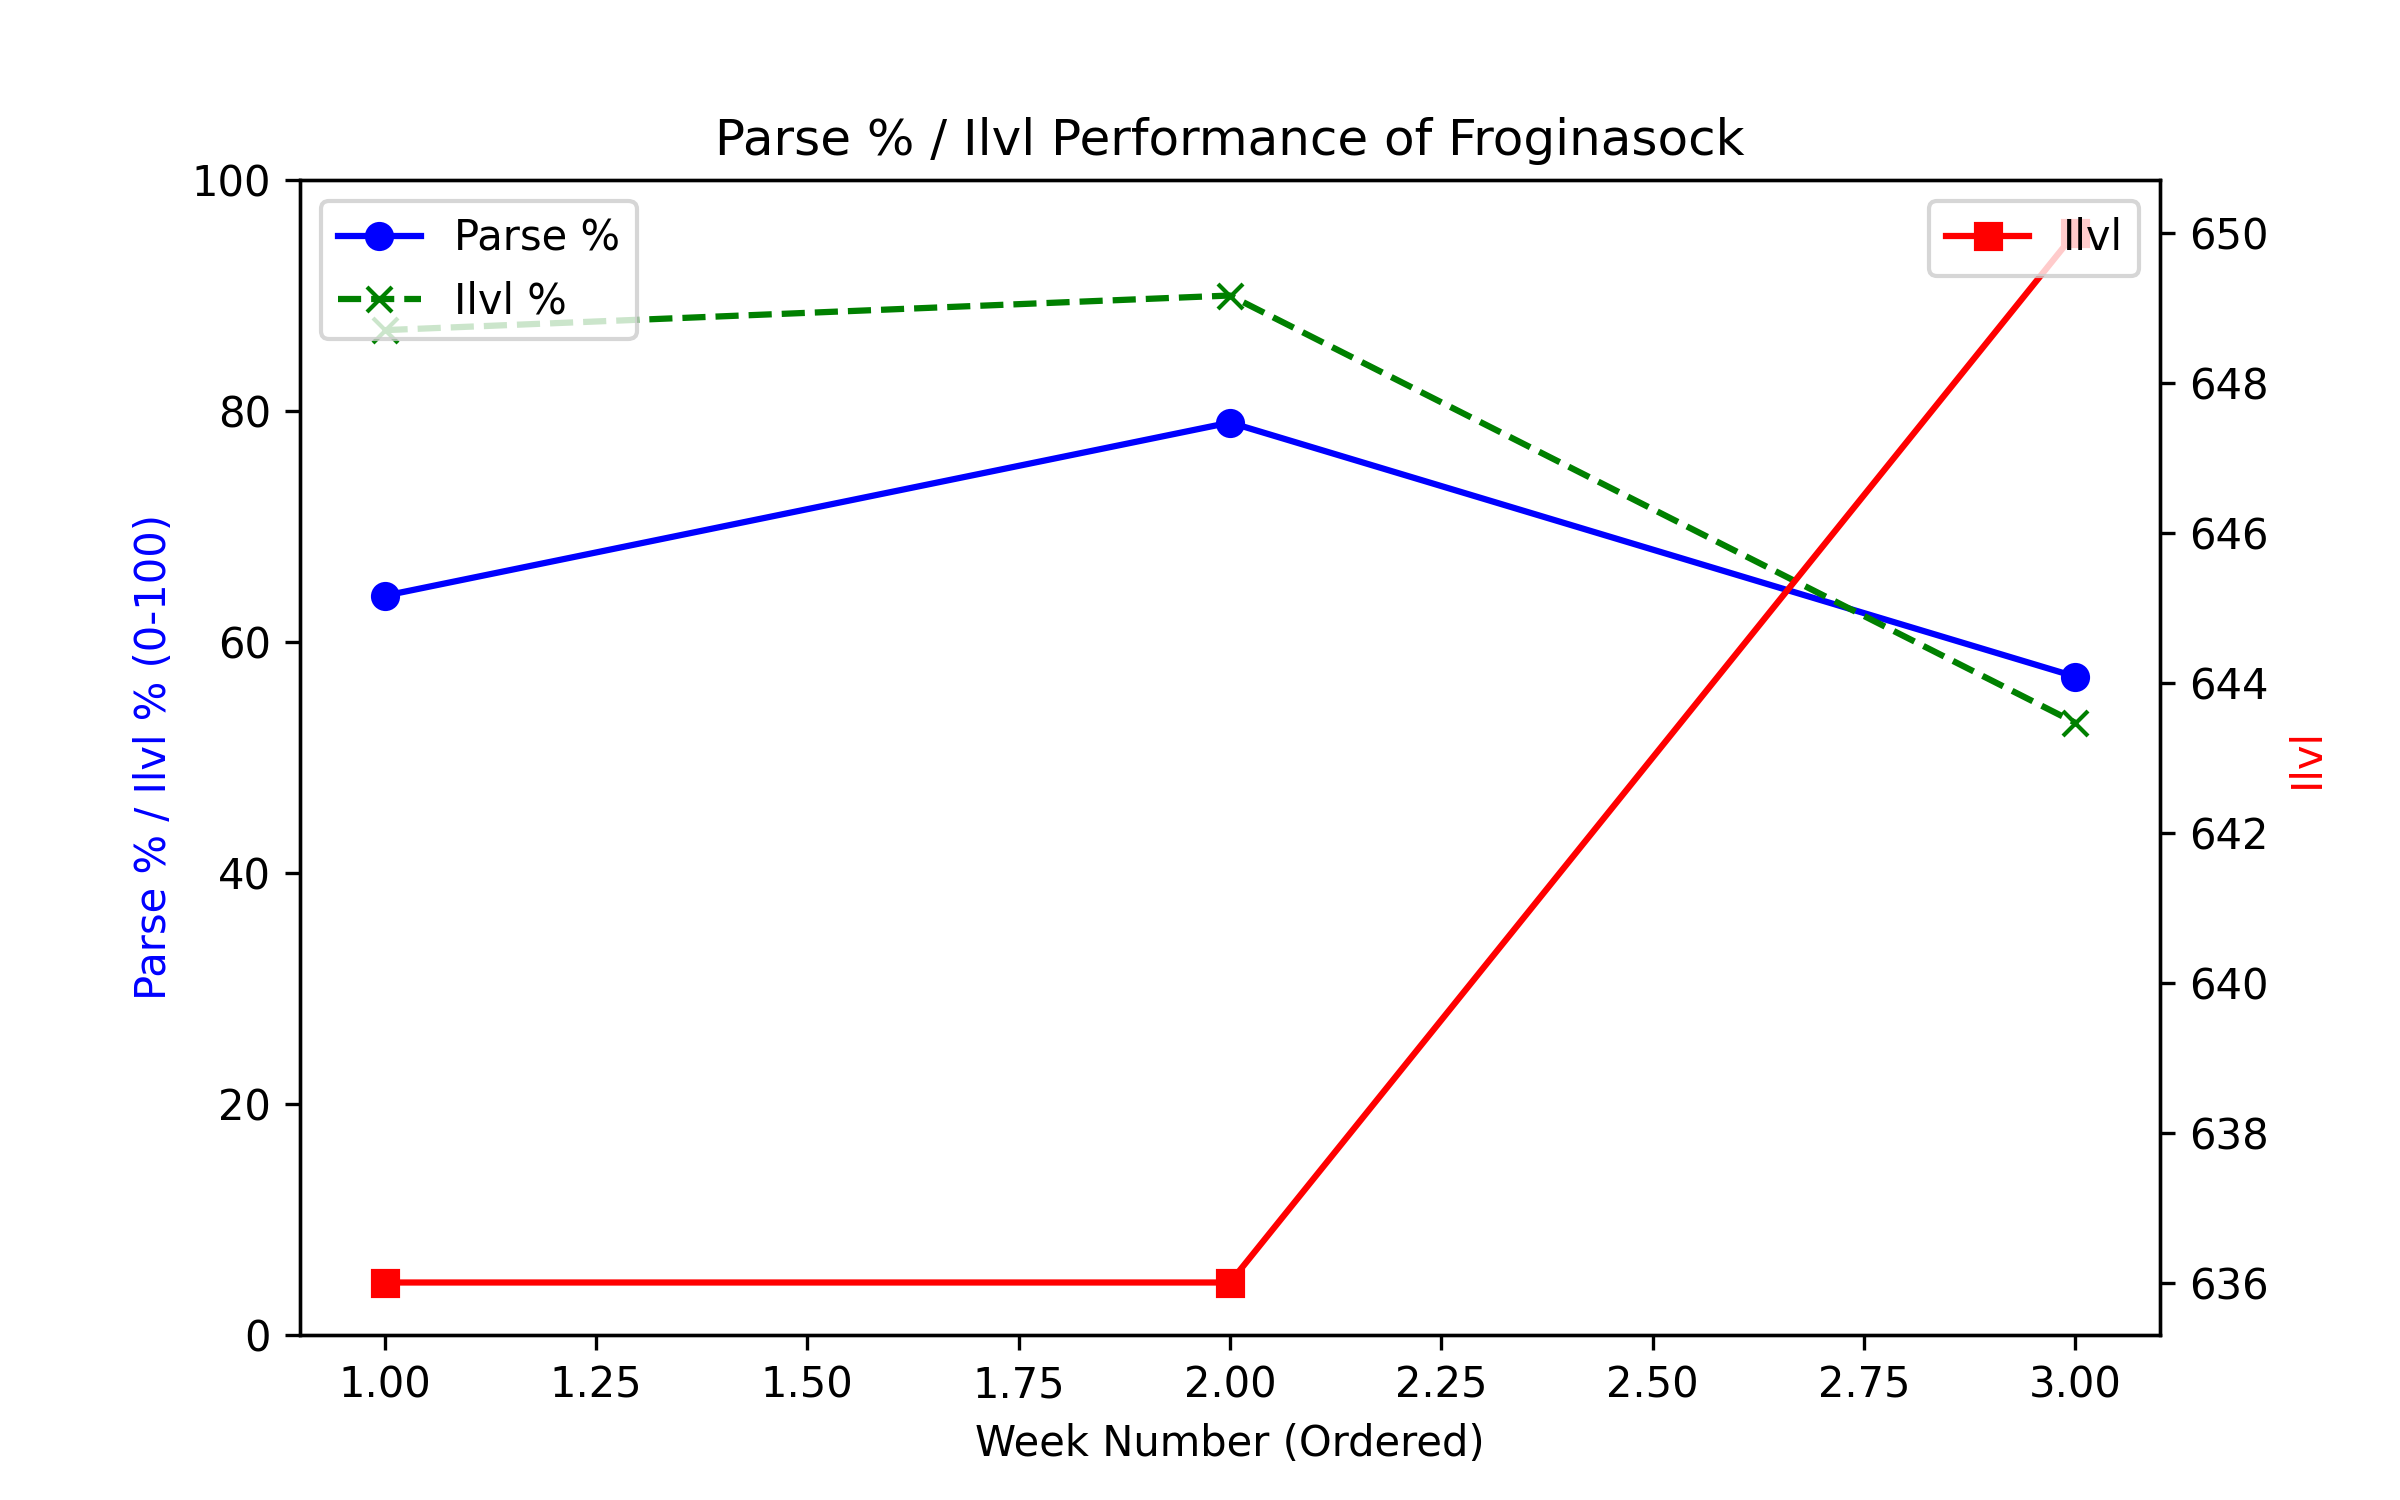 Parse % / Ilvl Performance of Froginasock
Parse %
Ilvl %
Ilvl
100
80
60
40
20
0
Parse % / Ilvl % (0-100)
650
648
646
644
642
640
638
636
Ilvl
1.00 1.25 1.50 1.75 2.00 2.25 2.50 2.75 3.00
Week Number (Ordered)